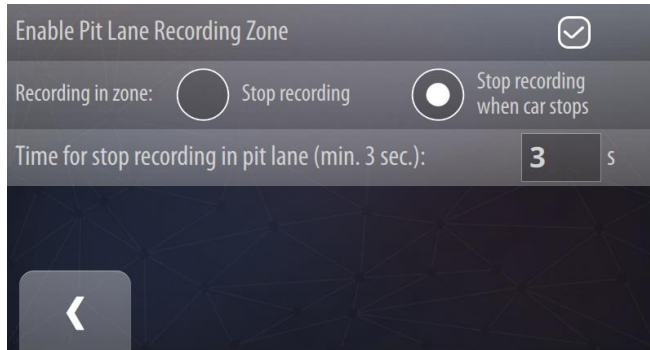 Enable Pit Lane Recording Zone
Recording in zone: Stop recording Stop recording
when car stops
Time for stop recording in pit lane (min. 3 sec.): 3 s